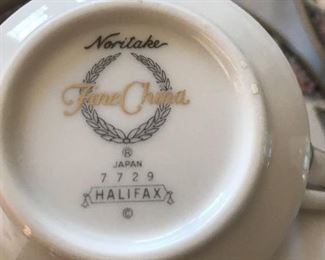 Noritake
Fine China
®
JAPAN
7729
HALIFAX
©